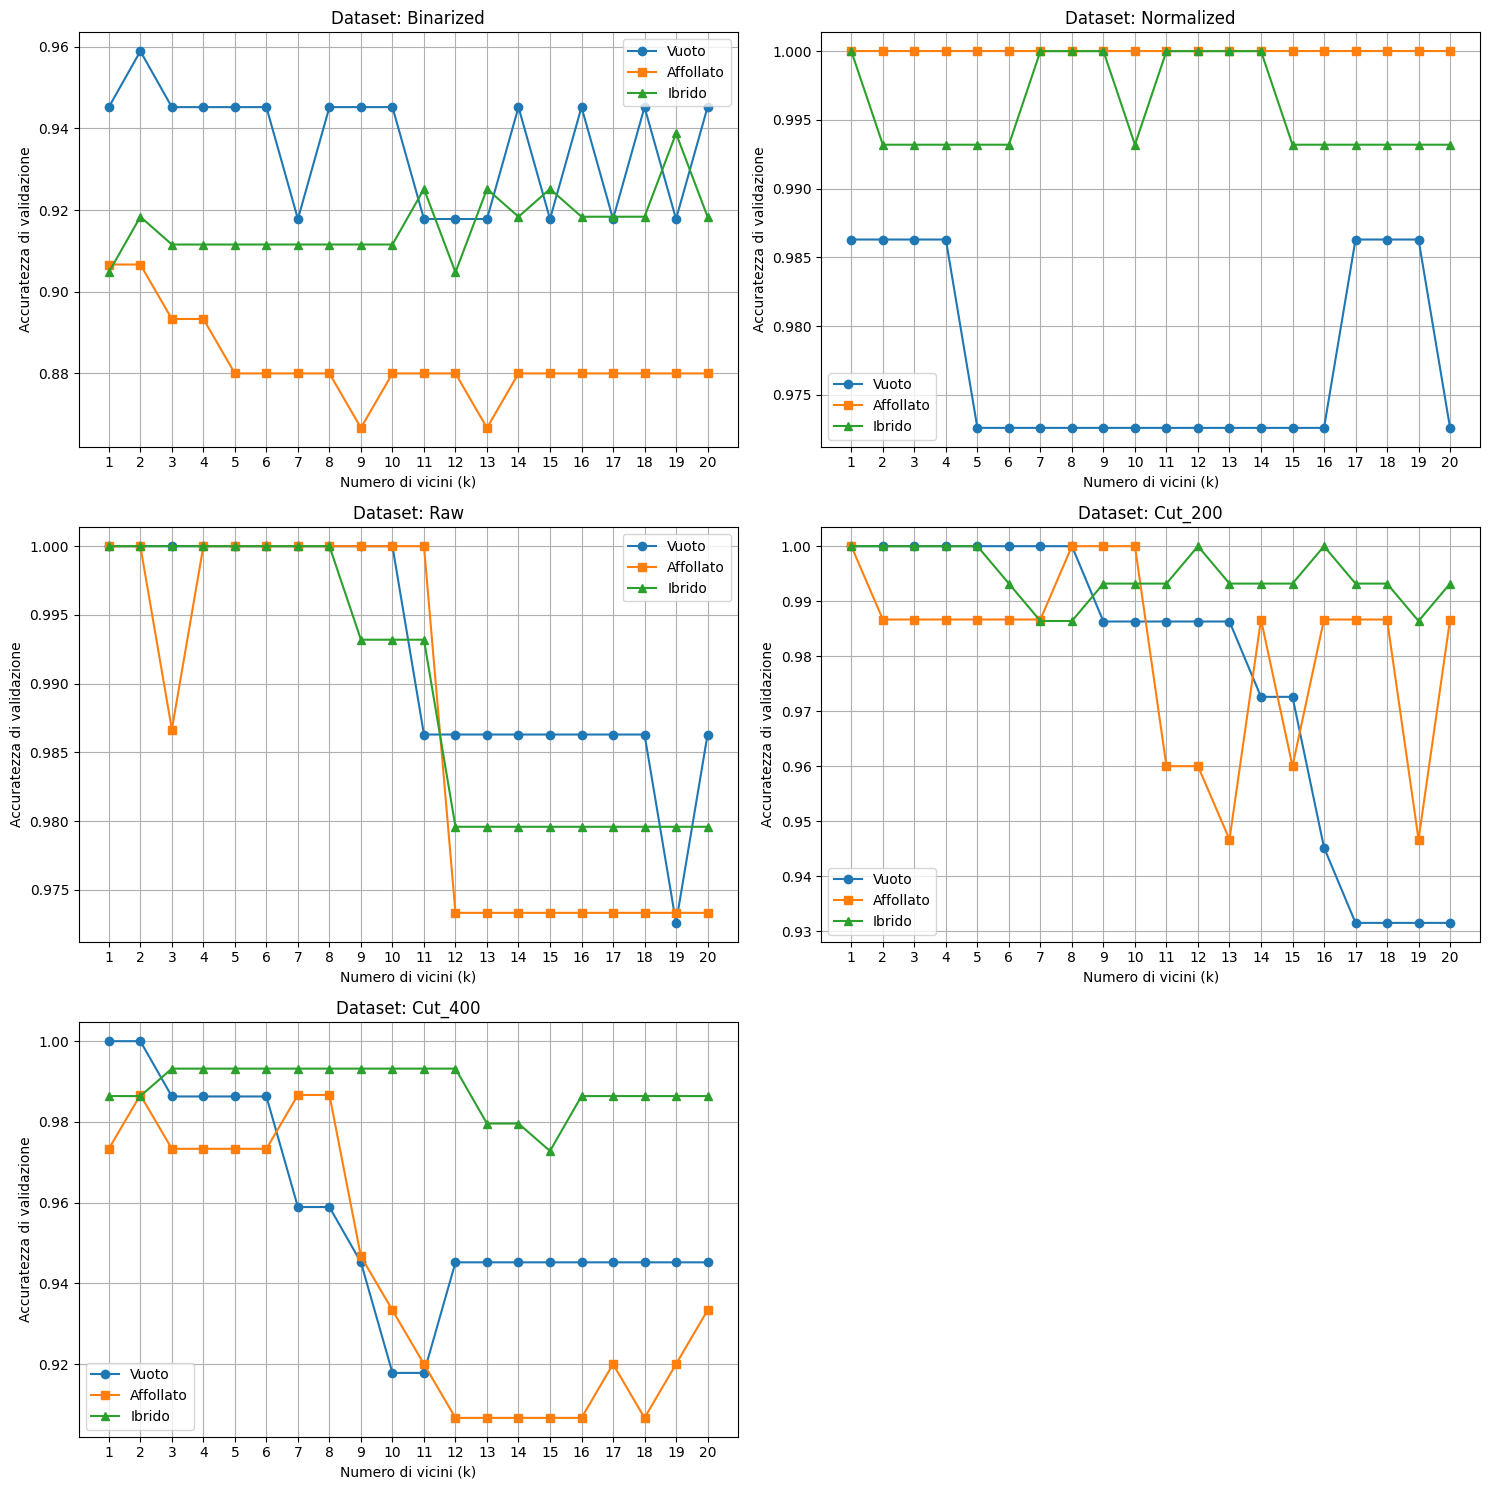 Dataset: Binarized
Accuratezza di validazione
0.96
0.94
0.92
0.90
0.88
Vuoto
Affollato
Ibrido
1 2 3 4 5 6 7 8 9 10 11 12 13 14 15 16 17 18 19 20
Numero di vicini (k)
Dataset: Normalized
Accuratezza di validazione
1.000
0.995
0.990
0.985
0.980
0.975
Vuoto
Affollato
Ibrido
1 2 3 4 5 6 7 8 9 10 11 12 13 14 15 16 17 18 19 20
Numero di vicini (k)
Dataset: Raw
Accuratezza di validazione
1.000
0.995
0.990
0.985
0.980
0.975
Vuoto
Affollato
Ibrido
1 2 3 4 5 6 7 8 9 10 11 12 13 14 15 16 17 18 19 20
Numero di vicini (k)
Dataset: Cut_200
Accuratezza di validazione
1.00
0.99
0.98
0.97
0.96
0.95
0.94
0.93
Vuoto
Affollato
Ibrido
1 2 3 4 5 6 7 8 9 10 11 12 13 14 15 16 17 18 19 20
Numero di vicini (k)
Dataset: Cut_400
Accuratezza di validazione
1.00
0.98
0.96
0.94
0.92
Vuoto
Affollato
Ibrido
1 2 3 4 5 6 7 8 9 10 11 12 13 14 15 16 17 18 19 20
Numero di vicini (k)